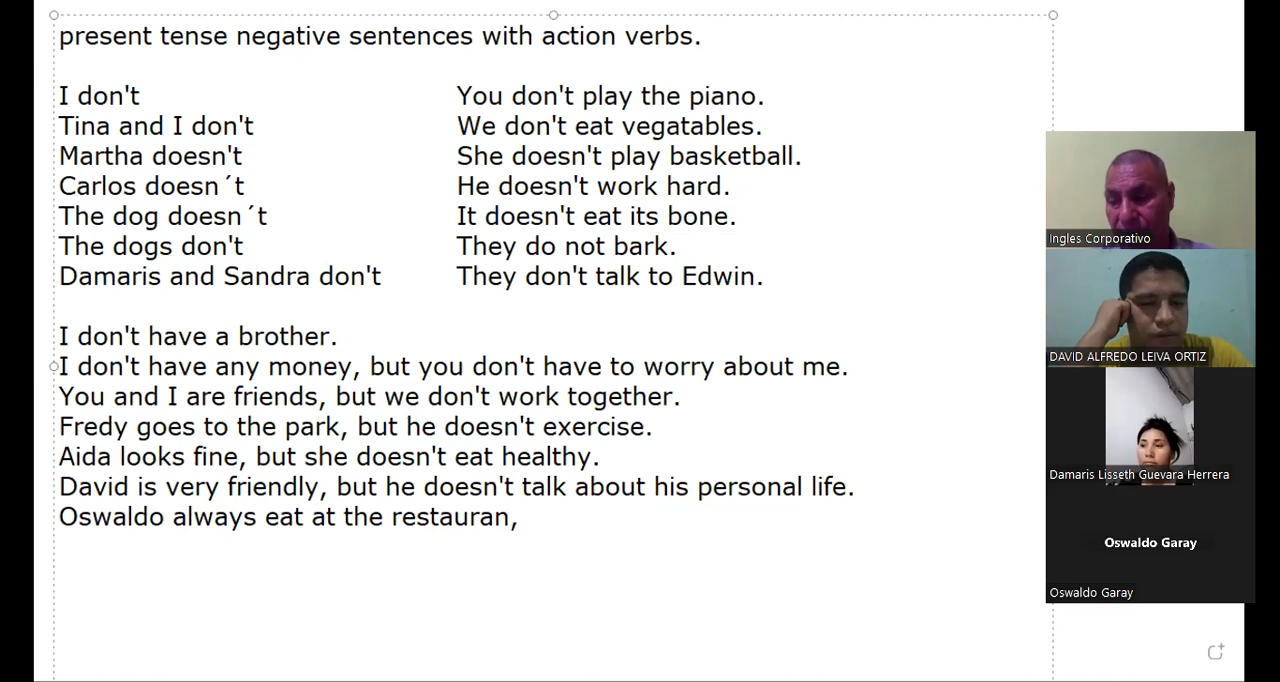 present tense negative sentences with action verbs.
I don't You don't play the piano.
Tina and I don't We don't eat vegatables.
Martha doesn't She doesn't play basketball.
Carlos doesn´t He doesn't work hard.
The dog doesn´t It doesn't eat its bone.
The dogs don't They do not bark.
Damaris and Sandra don't They don't talk to Edwin.
I don't have a brother.
I don't have any money, but you don't have to worry about me.
You and I are friends, but we don't work together.
Fredy goes to the park, but he doesn't exercise.
Aida looks fine, but she doesn't eat healthy.
David is very friendly, but he doesn't talk about his personal life.
Oswaldo always eat at the restauran,
Ingles Corporativo
DAVID ALFREDO LEIVA ORTIZ
Damaris Lisseth Guevara Herrera
Oswaldo Garay
Oswaldo Garay